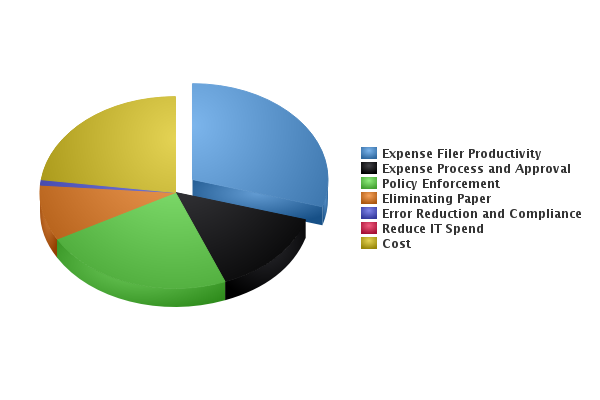 Expense Filer Productivity
Expense Process and Approval
Policy Enforcement
Eliminating Paper
Error Reduction and Compliance
Reduce IT Spend
Cost